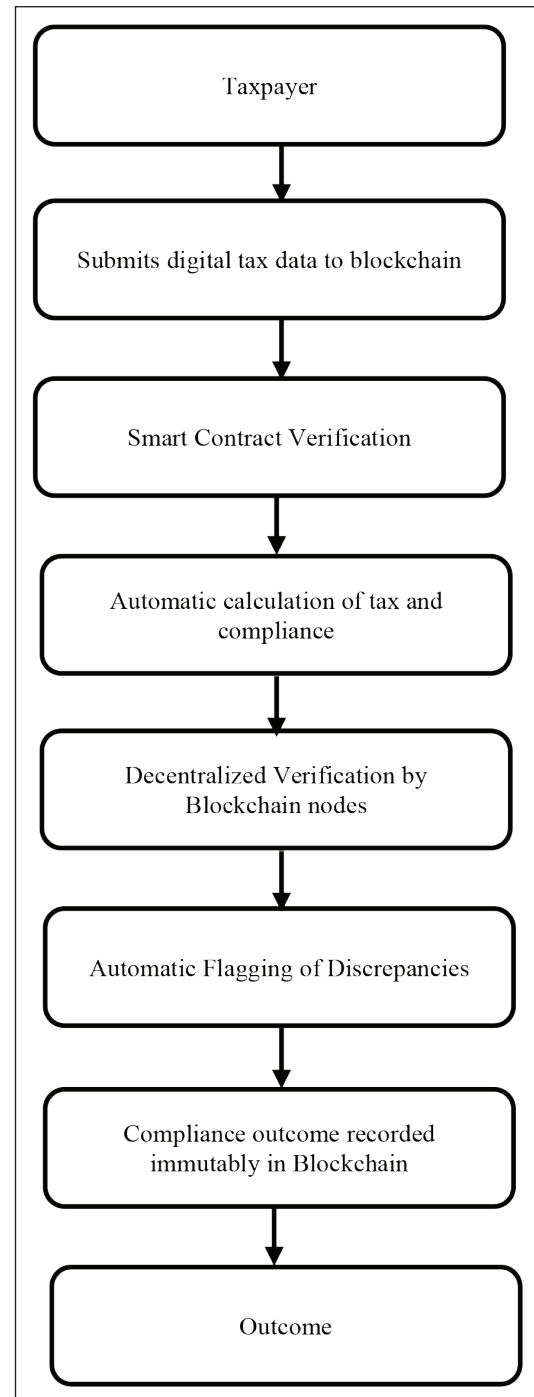 Taxpayer
Submits digital tax data to blockchain
Smart Contract Verification
Automatic calculation of tax and
compliance
Decentralized Verification by
Blockchain nodes
Automatic Flagging of Discrepancies
Compliance outcome recorded
immutably in Blockchain
Outcome